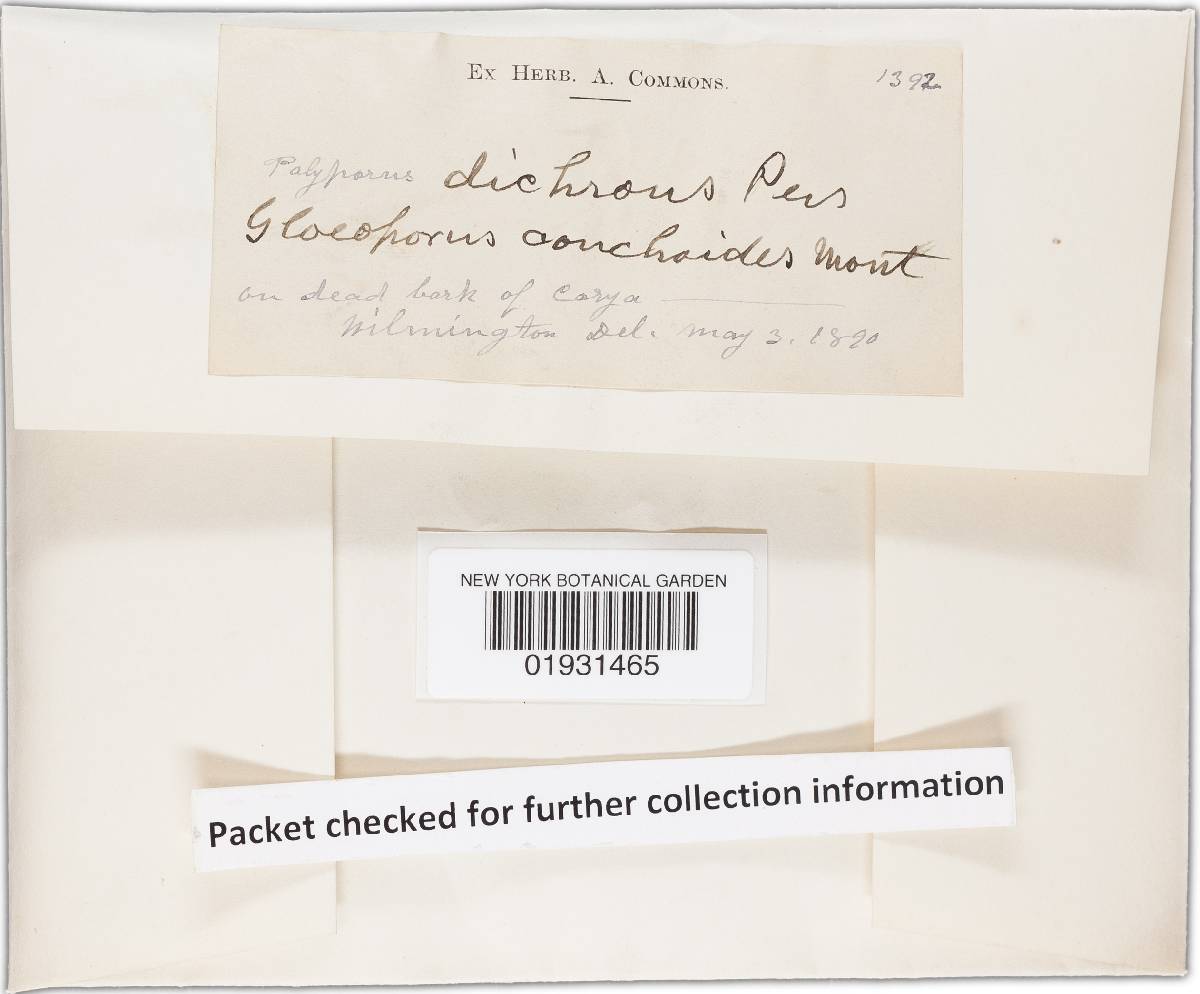 Ex Herb. A. Commons. 1392
Polyporus dichrous Pers
Gloeoporus conchoides Mont
on dead bark of Carya
Wilmington Del. May 3. 1890
NEW YORK BOTANICAL GARDEN
01931465
Packet checked for further collection information